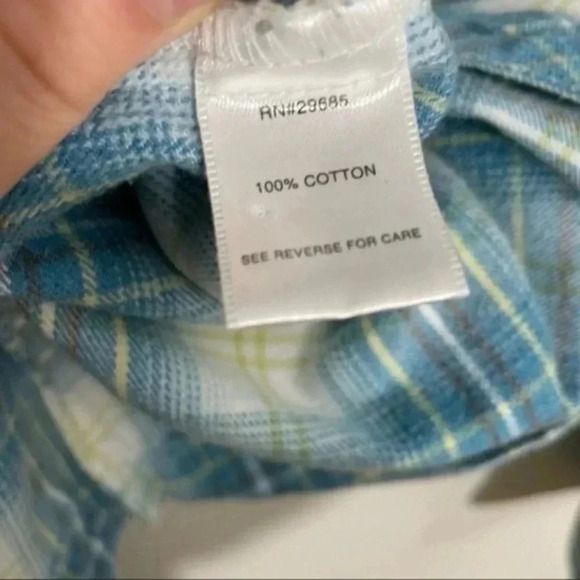 RN#29685
100% COTTON
SEE REVERSE FOR CARE